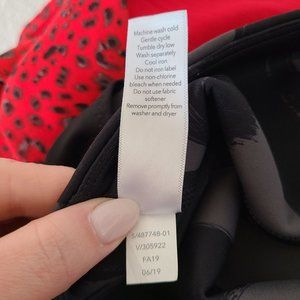 Machine wash cold
Gentle cycle
Tumble dry low
Wash separately
Cool iron
Do not iron label
Use non-chlorine
bleach when needed
Do not use fabric
softener
Remove promptly from
washer and dryer
S/487748-01
V/305922
FA19
06/19